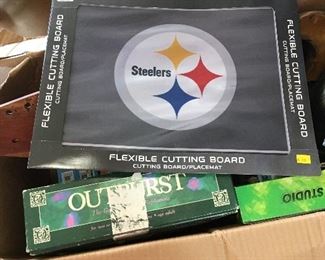 FLEXIBLE CUTTING BOARD
CUTTING BOARD/PLACEMAT
Steelers
FLEXIBLE CUTTING BOARD
CUTTING BOARD/PLACEMAT
FLEXIBLE CUTTING BOARD
CUTTING BOARD/PLACEMAT
OUTBURST
STUDIO